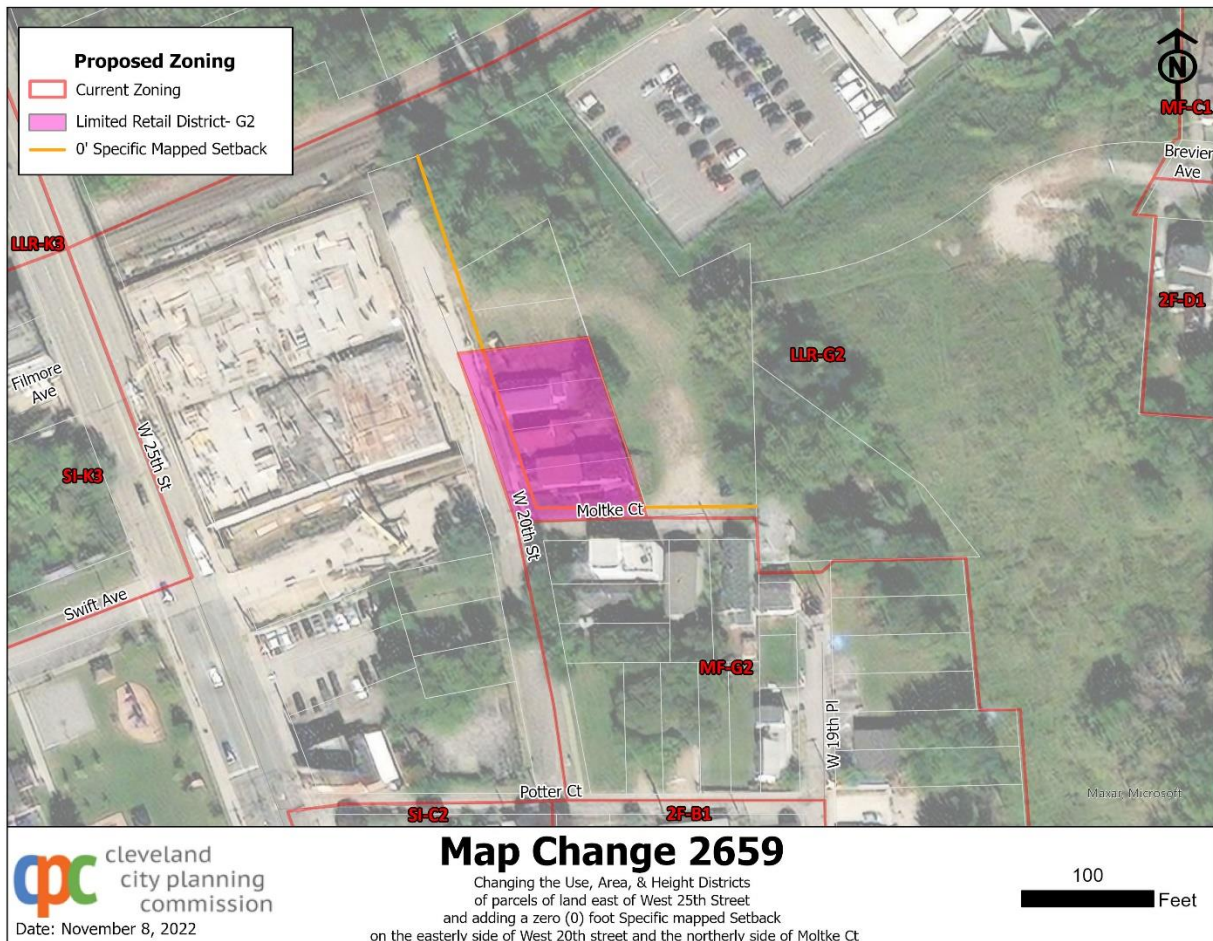 Proposed Zoning
Current Zoning
Limited Retail District- G2
0' Specific Mapped Setback
N
MF-C1
Brevier
Ave
LLR-K3
2F-D1
LLR-G2
Filmore
Ave
W 25th St
SI-K3
Moltke Ct
W 20th St
Swift Ave
MF-G2
W 19th Pl
Potter Ct
Maxar, Microsoft
SI-C2
2F-B1
cpc
cleveland
city planning
commission
Date: November 8, 2022
Map Change 2659
Changing the Use, Area, & Height Districts
of parcels of land east of West 25th Street
and adding a zero (0) foot Specific mapped Setback
on the easterly side of West 20th street and the northerly side of Moltke Ct
100
Feet